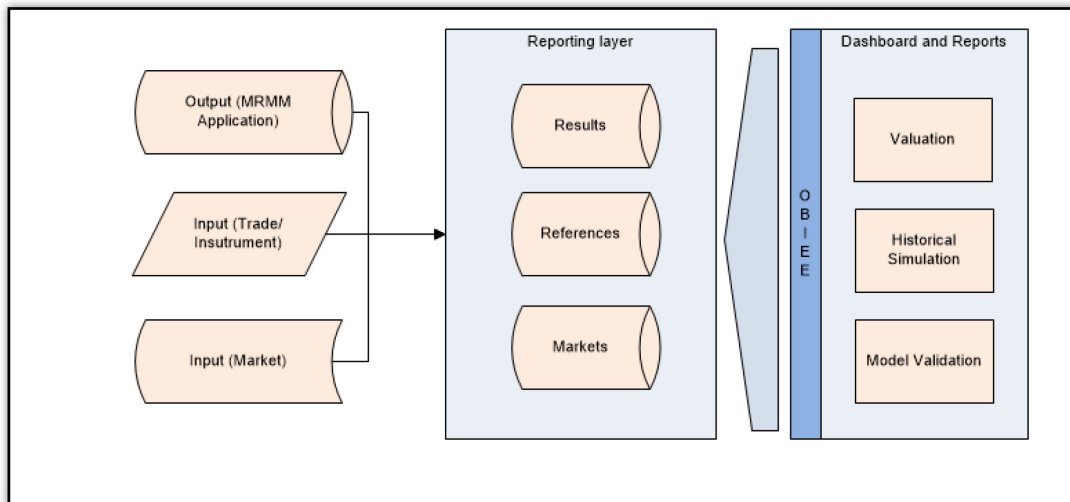 Reporting layer
Dashboard and Reports
Output (MRMM
Application)
Results
Valuation
Input (Trade/
Insutrument)
References
OBIEE
Historical
Simulation
Input (Market)
Markets
Model Validation